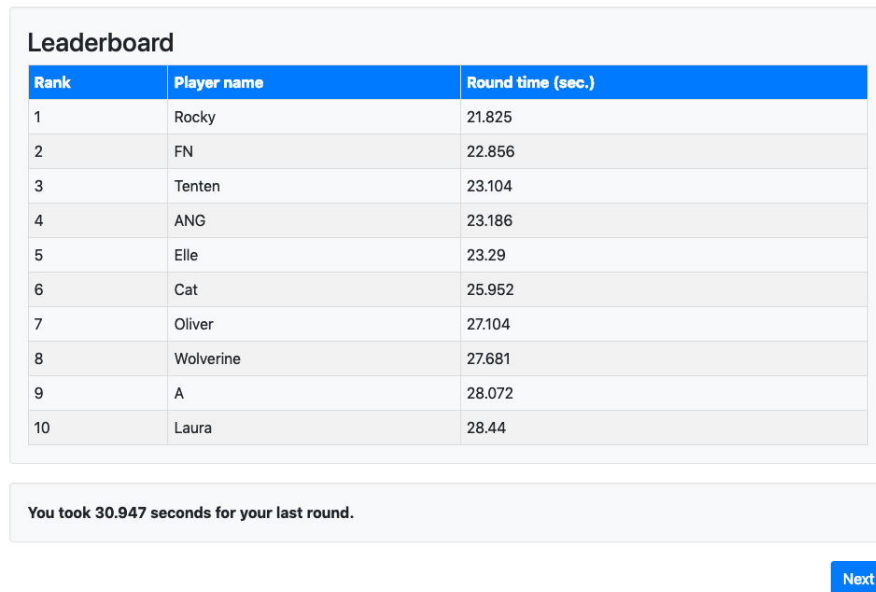 Leaderboard
Rank Player name Round time (sec.)
1 Rocky 21.825
2 FN 22.856
3 Tenten 23.104
4 ANG 23.186
5 Elle 23.29
6 Cat 25.952
7 Oliver 27.104
8 Wolverine 27.681
9 A 28.072
10 Laura 28.44
You took 30.947 seconds for your last round.
Next